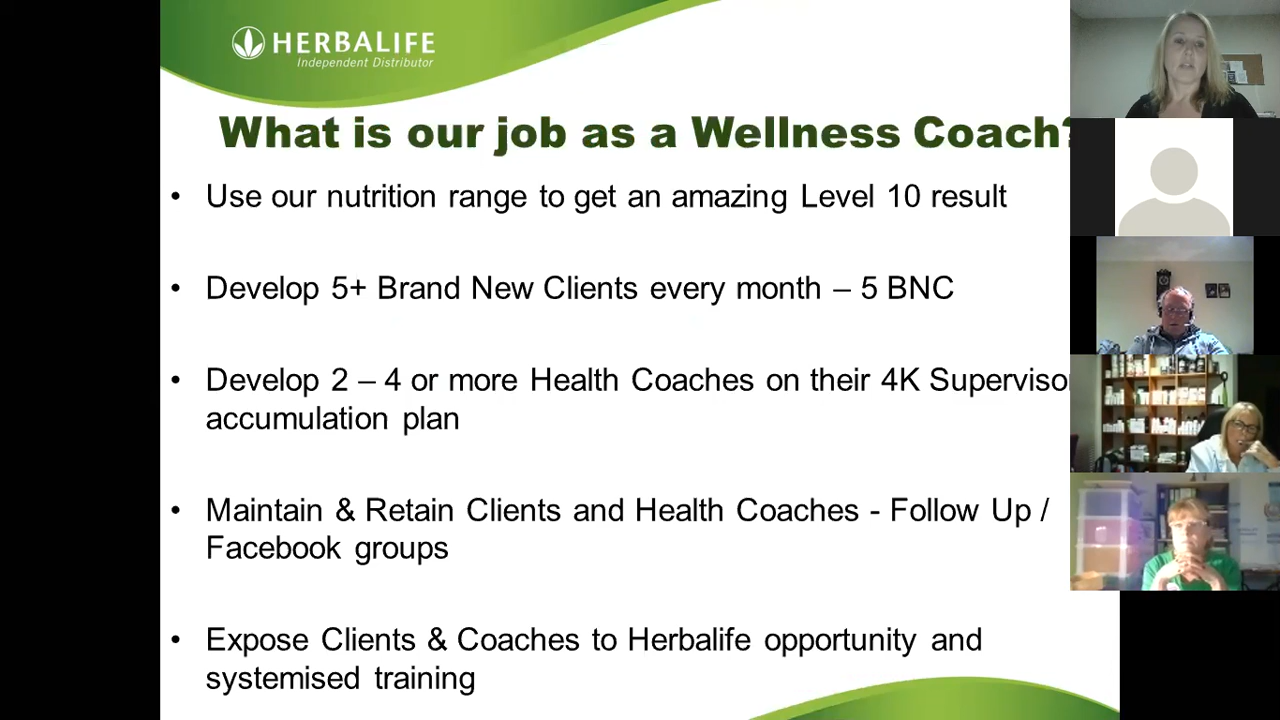 HERBALIFE
Independent Distributor
What is our job as a Wellness Coach?
• Use our nutrition range to get an amazing Level 10 result
• Develop 5+ Brand New Clients every month – 5 BNC
• Develop 2 – 4 or more Health Coaches on their 4K Superviso
accumulation plan
• Maintain & Retain Clients and Health Coaches - Follow Up /
Facebook groups
• Expose Clients & Coaches to Herbalife opportunity and
systemised training